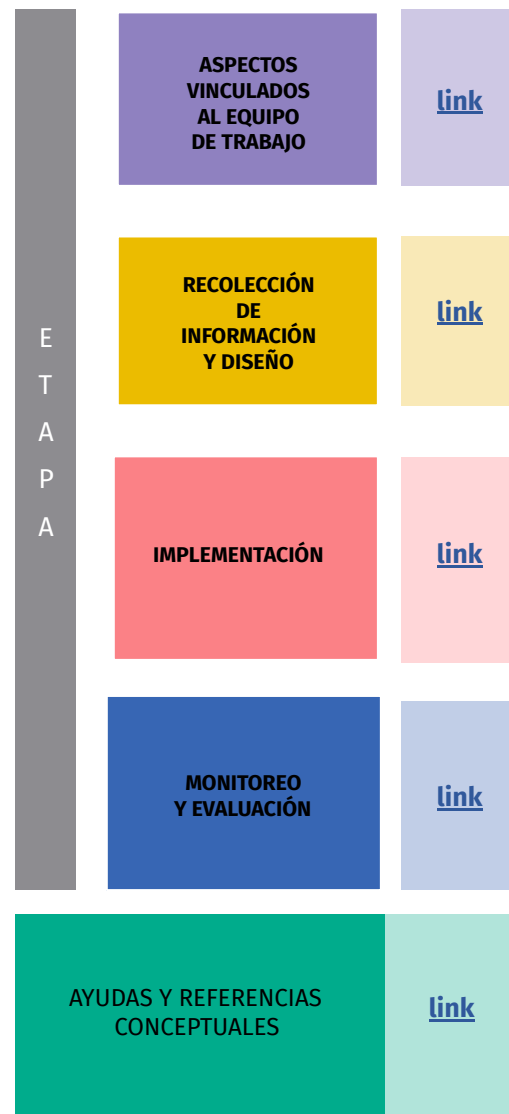 ASPECTOS
VINCULADOS
AL EQUIPO
DE TRABAJO
link
RECOLECCIÓN
DE
INFORMACIÓN
Y DISEÑO
link
E
T
A
P
A
IMPLEMENTACIÓN
link
MONITOREO
Y EVALUACIÓN
link
AYUDAS Y REFERENCIAS
CONCEPTUALES
link